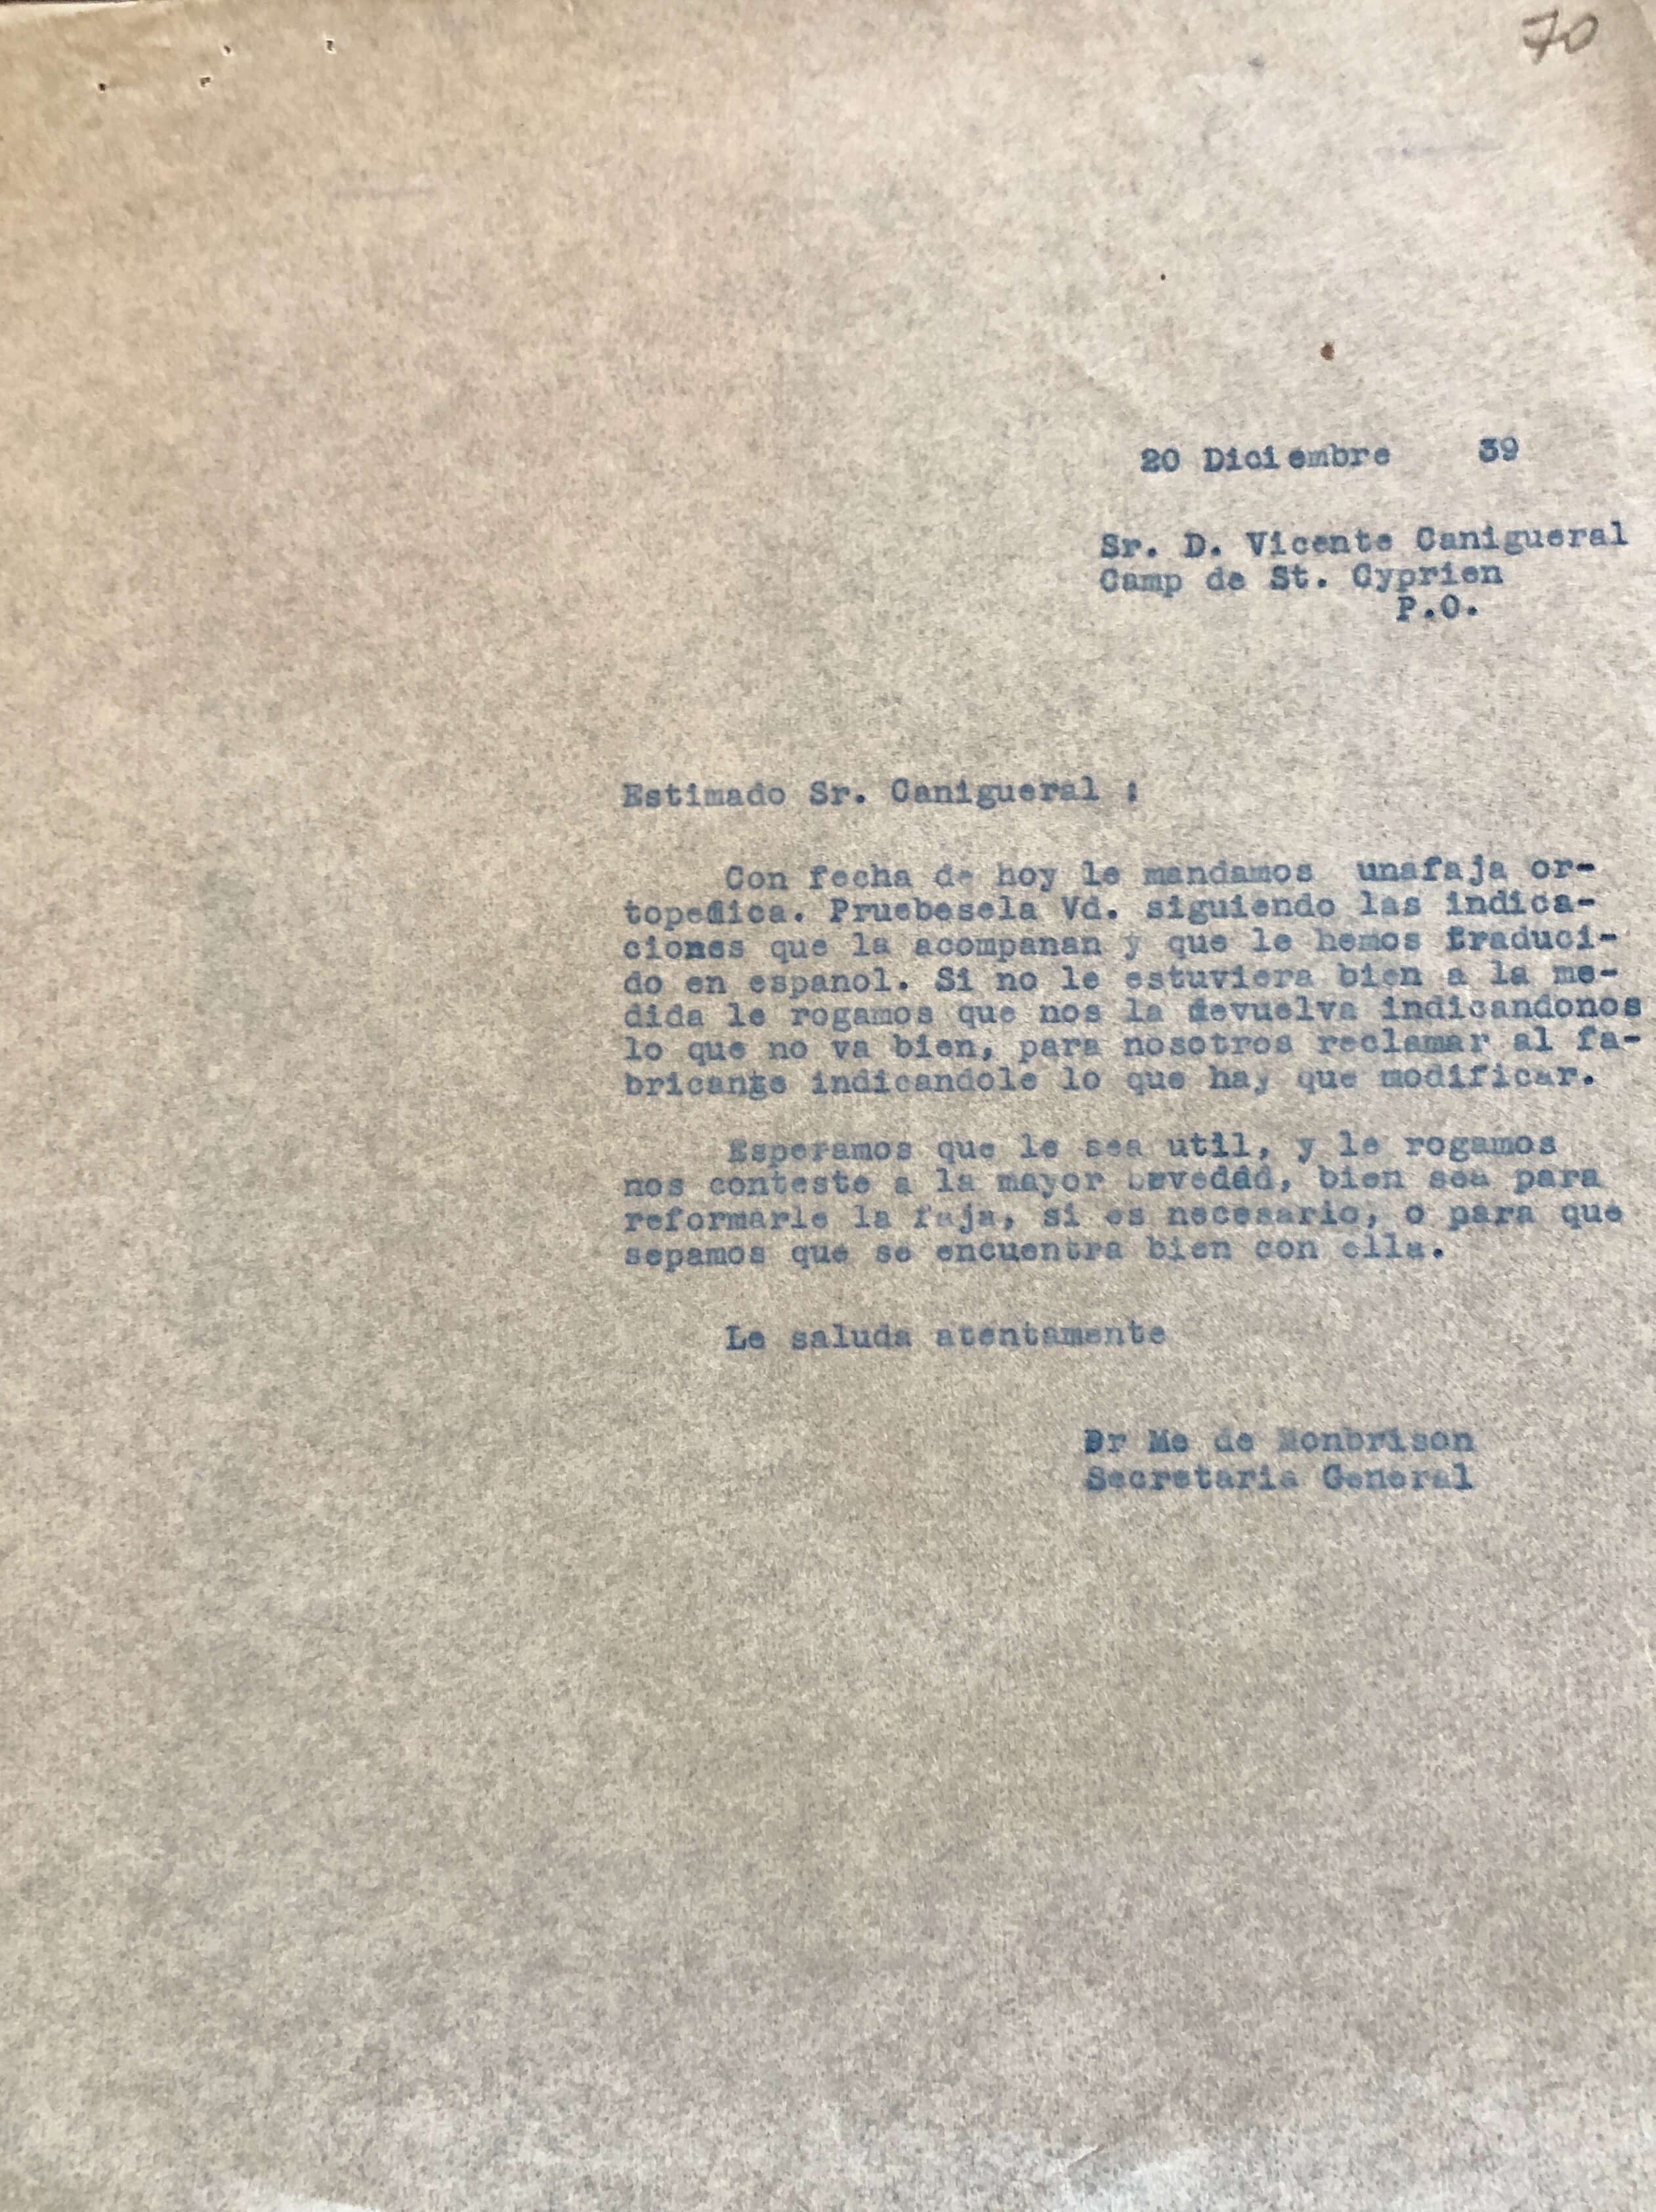 70
20 Diciembre 39
Sr. D. Vicente Canigueral
Camp de St. Cyprien
P.O.
Estimado Sr. Canigueral :
Con fecha de hoy le mandamos unafaja or-
topedica. Pruebesela Vd. siguiendo las indica-
ciones que la acompanan y que le hemos traduci-
do en espanol. Si no le estuviera bien a la me-
dida le rogamos que nos la devuelva indicandonos
lo que no va bien, para nosotros reclamar al fa-
bricante indicandole lo que hay que modificar.
Esperamos que le sea util, y le rogamos
nos conteste a la mayor brvedad, bien sea para
reformarle la faja, si es necesario, o para que
sepamos que se encuentra bien con ella.
Le saluda atentamente
Dr Me de Monbrison
Secretaria General